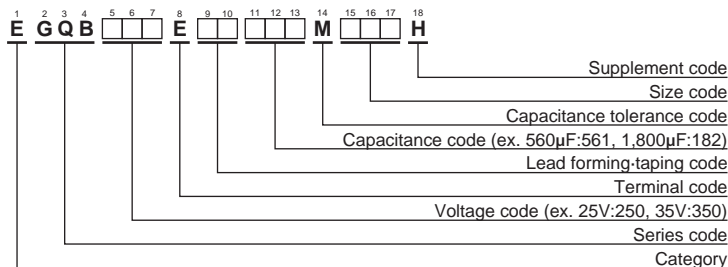 1 2 3 4 5 6 7 8 9 10 11 12 13 14 15 16 17 18
E G Q B E M H
Supplement code
Size code
Capacitance tolerance code
Capacitance code (ex. 560μF:561, 1,800μF:182)
Lead forming·taping code
Terminal code
Voltage code (ex. 25V:250, 35V:350)
Series code
Category